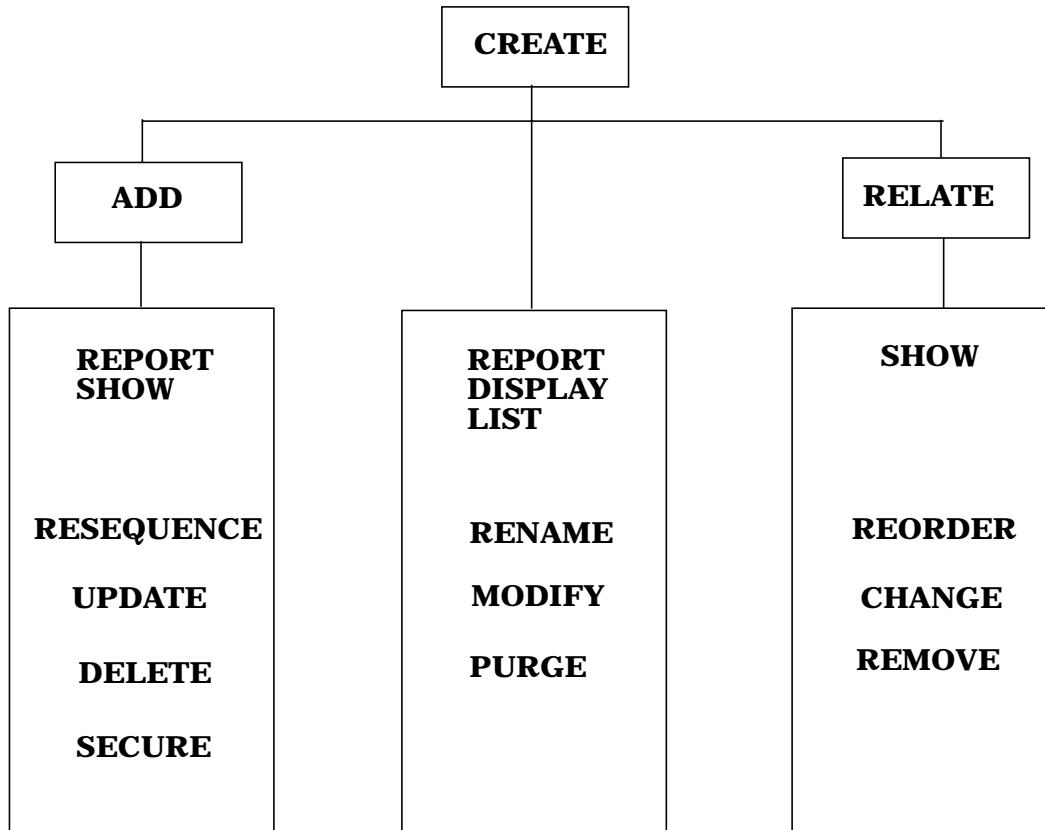 CREATE
ADD
RELATE
REPORT
SHOW
RESEQUENCE
UPDATE
DELETE
SECURE
REPORT
DISPLAY
LIST
RENAME
MODIFY
PURGE
SHOW
REORDER
CHANGE
REMOVE